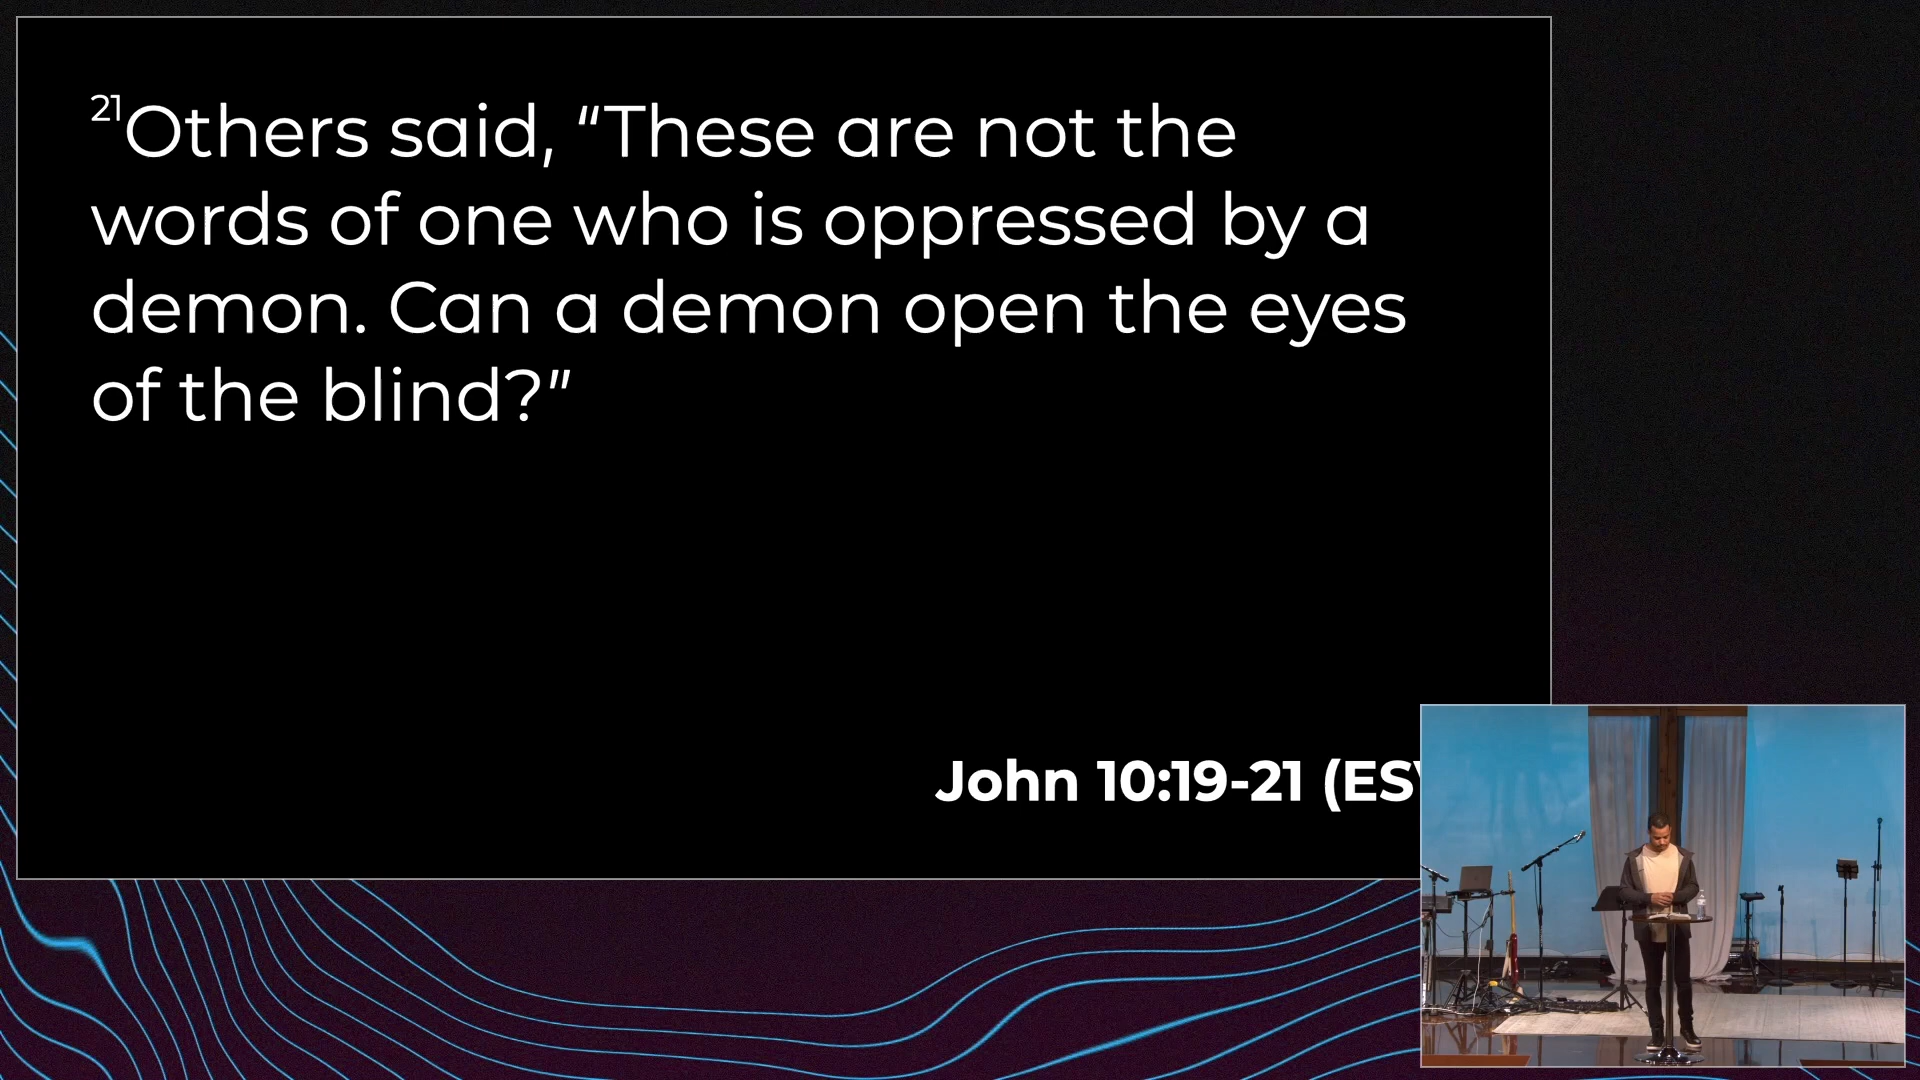 21Others said, “These are not the
words of one who is oppressed by a
demon. Can a demon open the eyes
of the blind?”
John 10:19-21 (ES